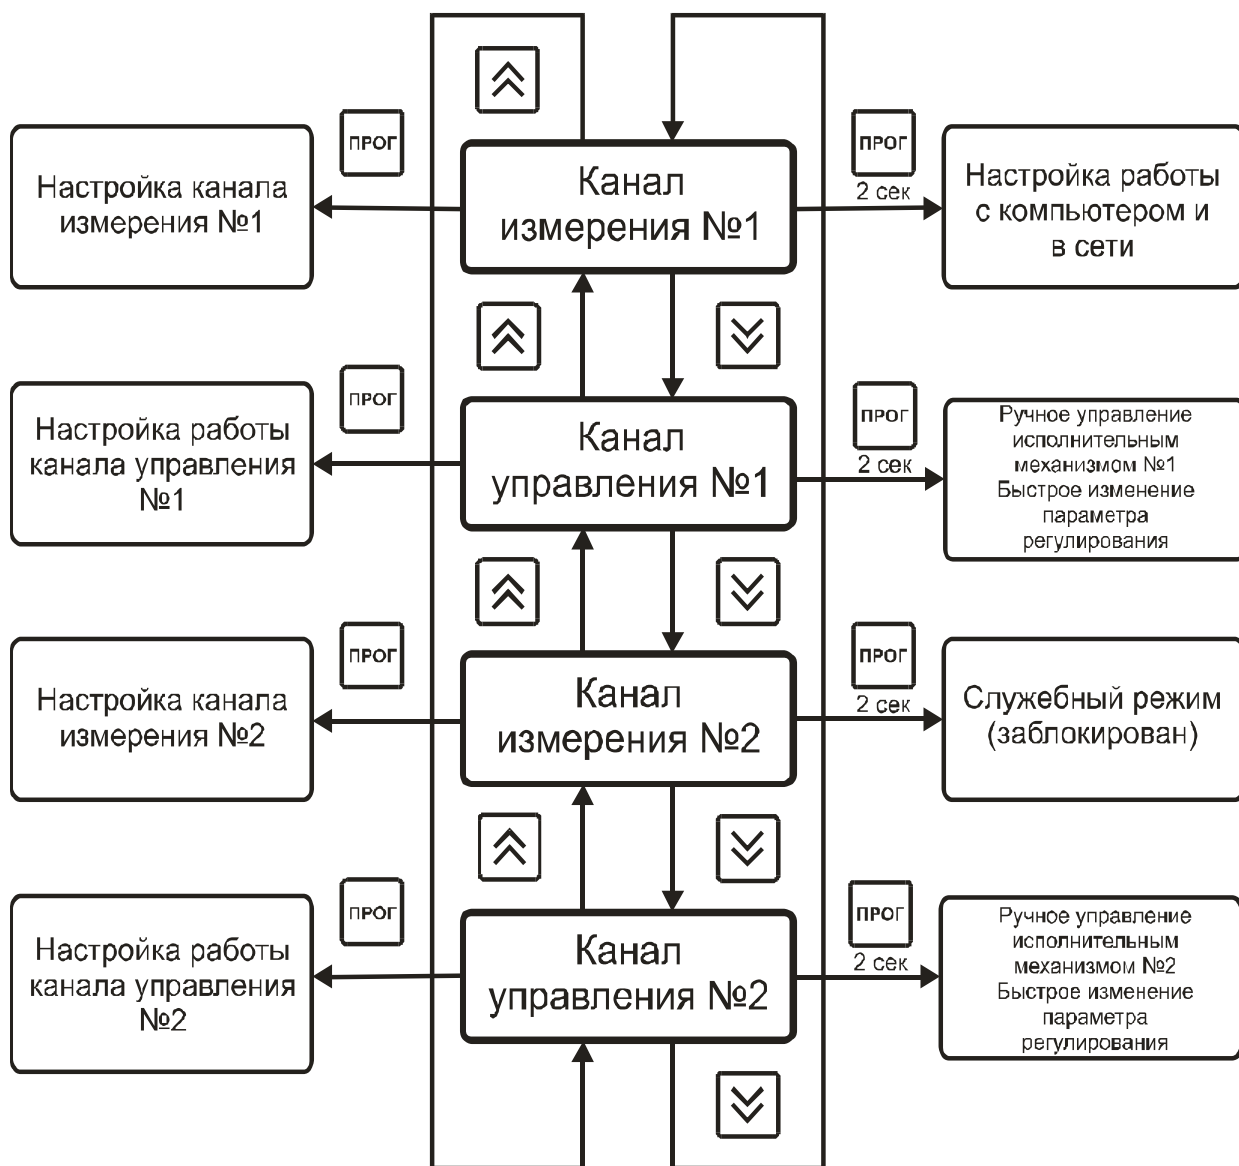 ПРОГ
Настройка канала
измерения №1
Канал
измерения №1
ПРОГ
2 сек
Настройка работы
с компьютером и
в сети
ПРОГ
Настройка работы
канала управления
№1
Канал
управления №1
ПРОГ
2 сек
Ручное управление
исполнительным
механизмом №1
Быстрое изменение
параметра
регулирования
ПРОГ
Настройка канала
измерения №2
Канал
измерения №2
ПРОГ
2 сек
Служебный режим
(заблокирован)
ПРОГ
Настройка работы
канала управления
№2
Канал
управления №2
ПРОГ
2 сек
Ручное управление
исполнительным
механизмом №2
Быстрое изменение
параметра
регулирования